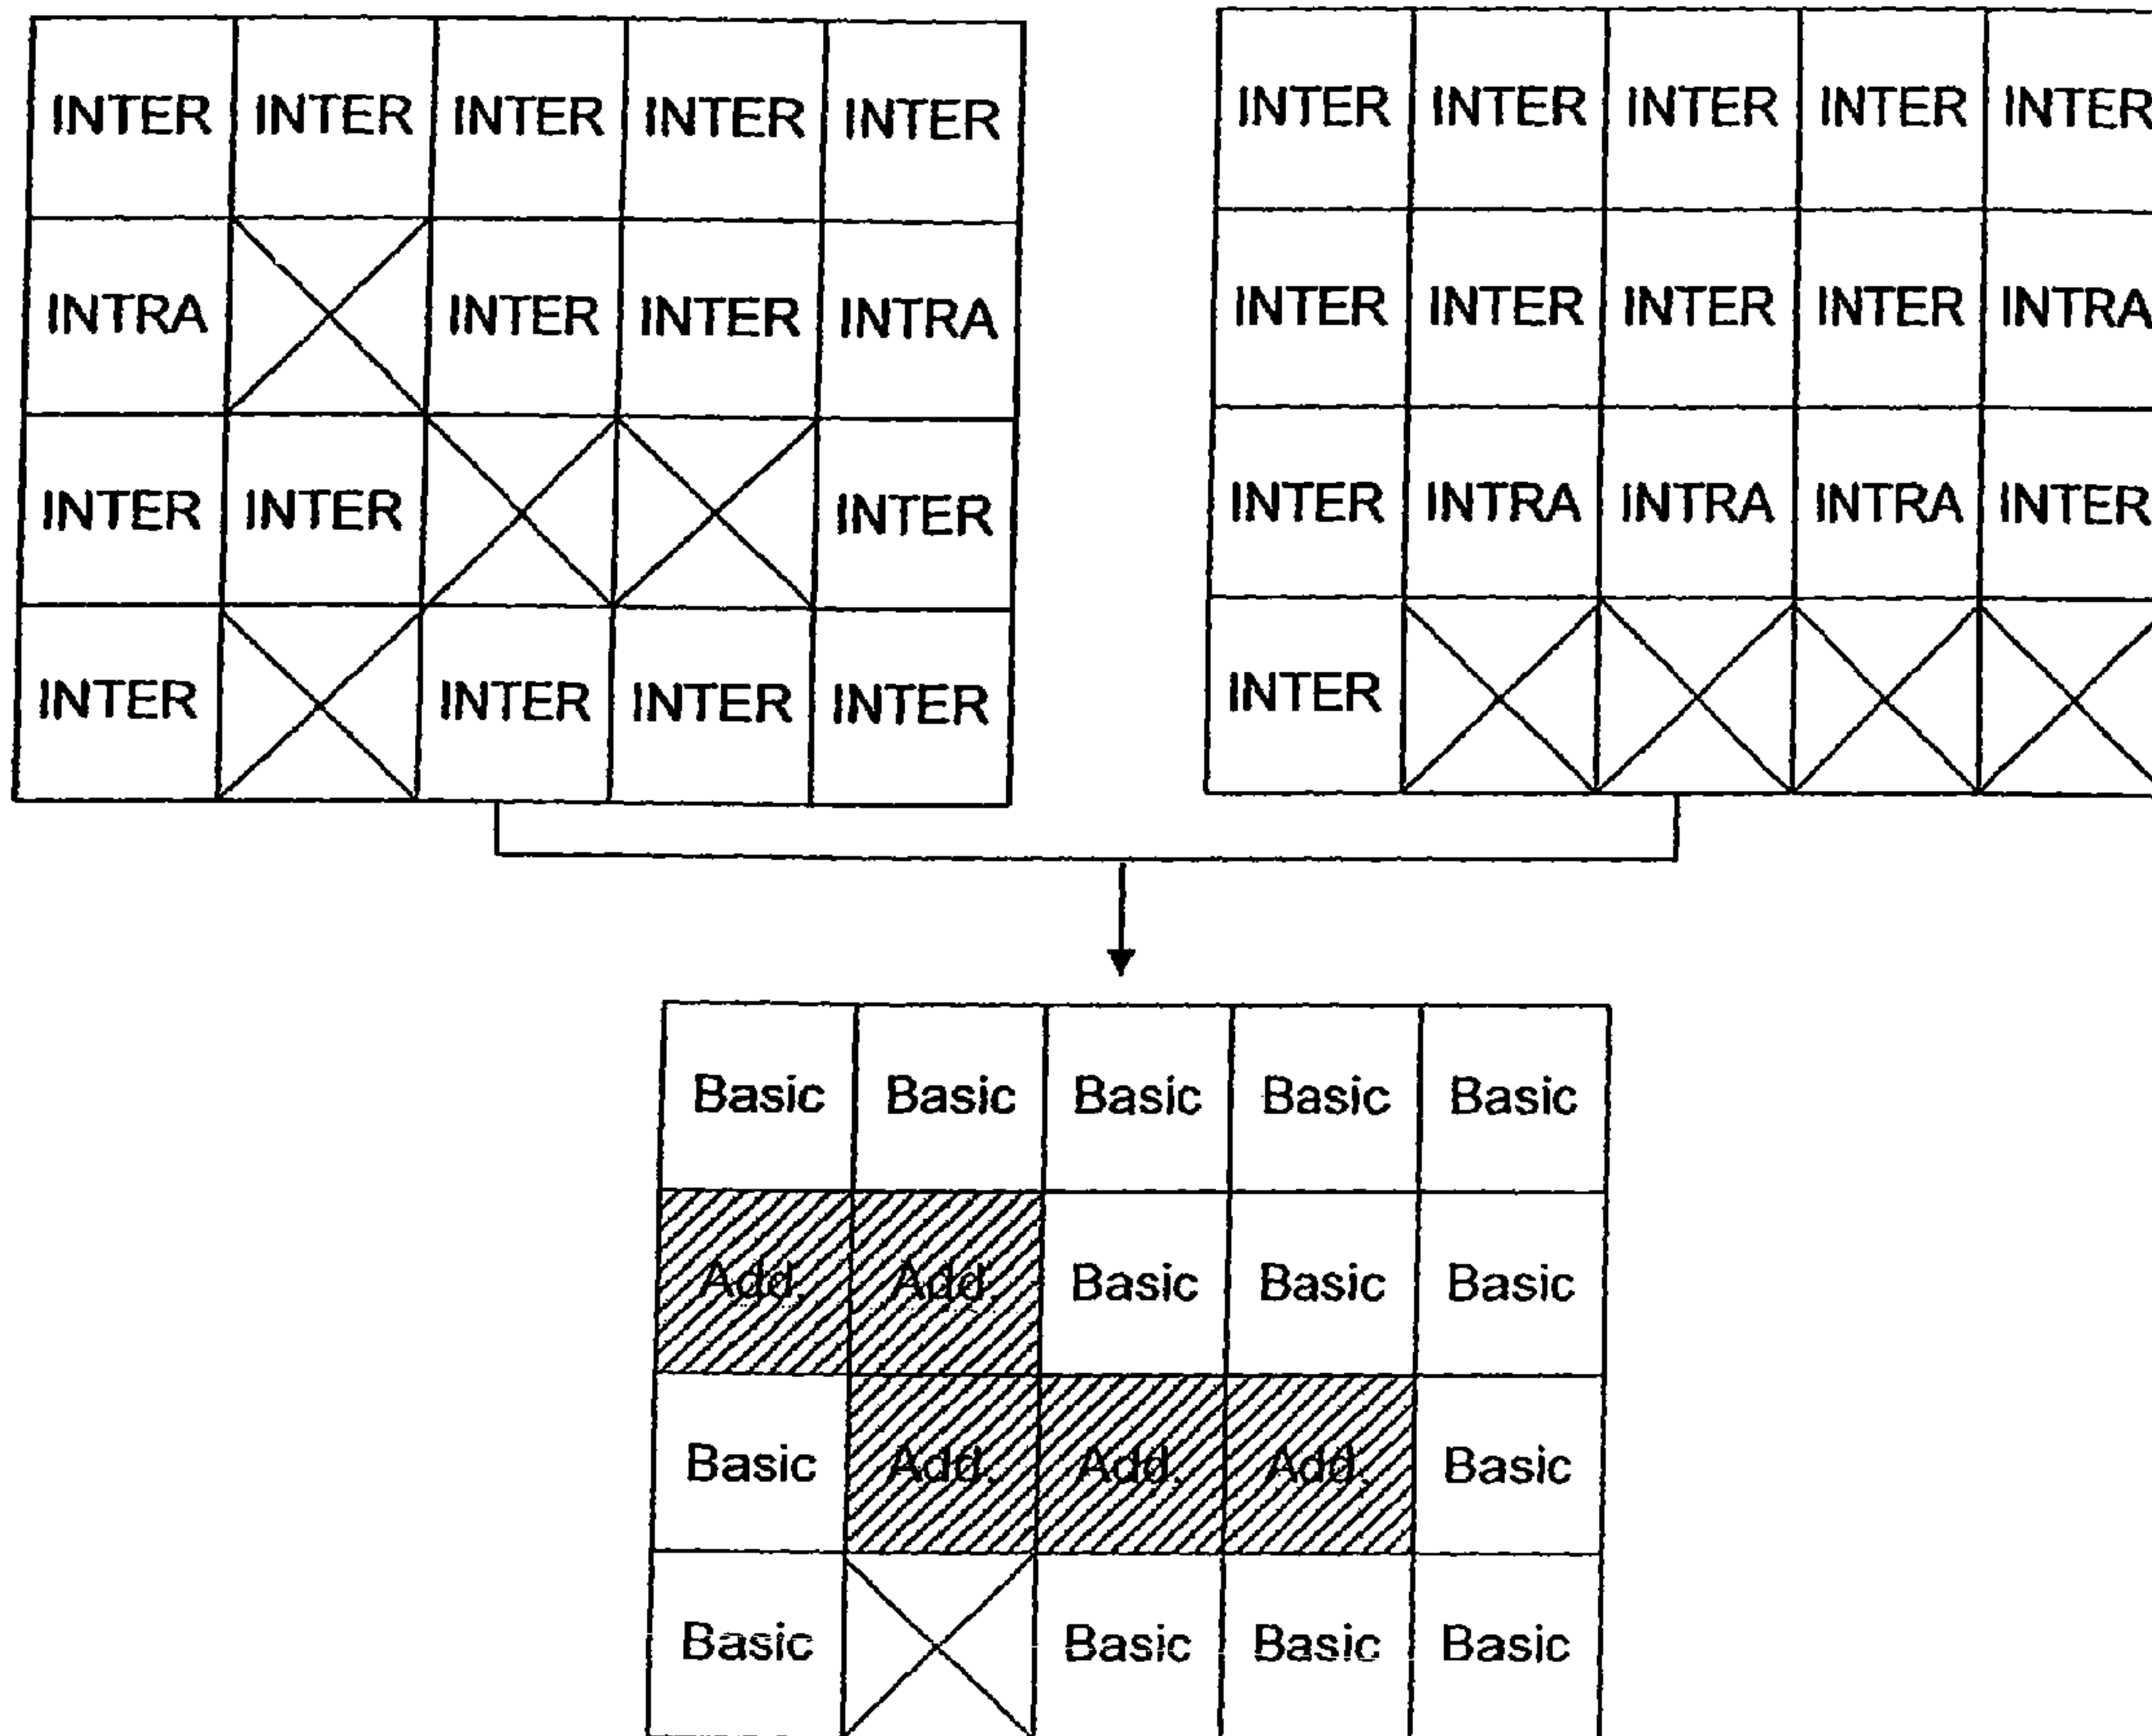 INTER INTER INTER INTER INTER
INTRA INTER INTER INTRA
INTER INTER INTER
INTER INTER INTER INTER
INTER INTER INTER INTER INTER
INTER INTER INTER INTER INTRA
INTER INTRA INTRA INTRA INTER
INTER
Basic Basic Basic Basic Basic
Add. Add. Basic Basic Basic
Basic Add. Add. Add. Basic
Basic Basic Basic Basic